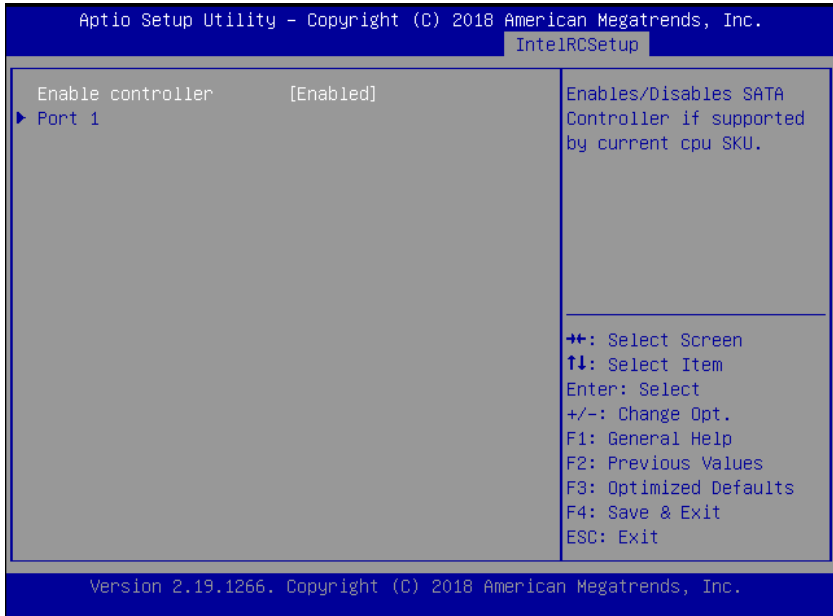 Aptio Setup Utility – Copyright (C) 2018 American Megatrends, Inc.
IntelRCSetup
Enable controller [Enabled]
► Port 1
Enables/Disables SATA
Controller if supported
by current cpu SKU.
→←: Select Screen
↑↓: Select Item
Enter: Select
+/-: Change Opt.
F1: General Help
F2: Previous Values
F3: Optimized Defaults
F4: Save & Exit
ESC: Exit
Version 2.19.1266. Copyright (C) 2018 American Megatrends, Inc.